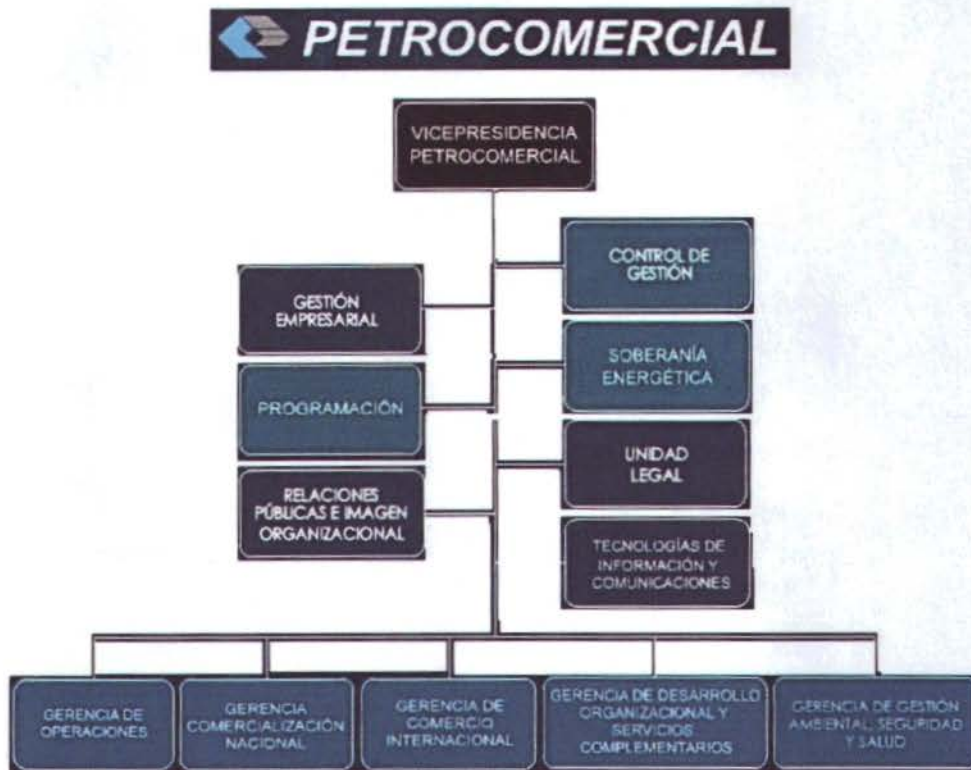 PETROCOMERCIAL
VICEPRESIDENCIA
PETROCOMERCIAL
CONTROL DE
GESTIÓN
GESTIÓN
EMPRESARIAL
SOBERANÍA
ENERGÉTICA
PROGRAMACIÓN
UNIDAD
LEGAL
RELACIONES
PÚBLICAS E IMAGEN
ORGANIZACIONAL
TECNOLOGÍAS DE
INFORMACIÓN Y
COMUNICACIONES
GERENCIA DE
OPERACIONES
GERENCIA
COMERCIALIZACIÓN
NACIONAL
GERENCIA DE
COMERCIO
INTERNACIONAL
GERENCIA DE DESARROLLO
ORGANIZACIONAL Y
SERVICIOS
COMPLEMENTARIOS
GERENCIA DE GESTIÓN
AMBIENTAL, SEGURIDAD
Y SALUD